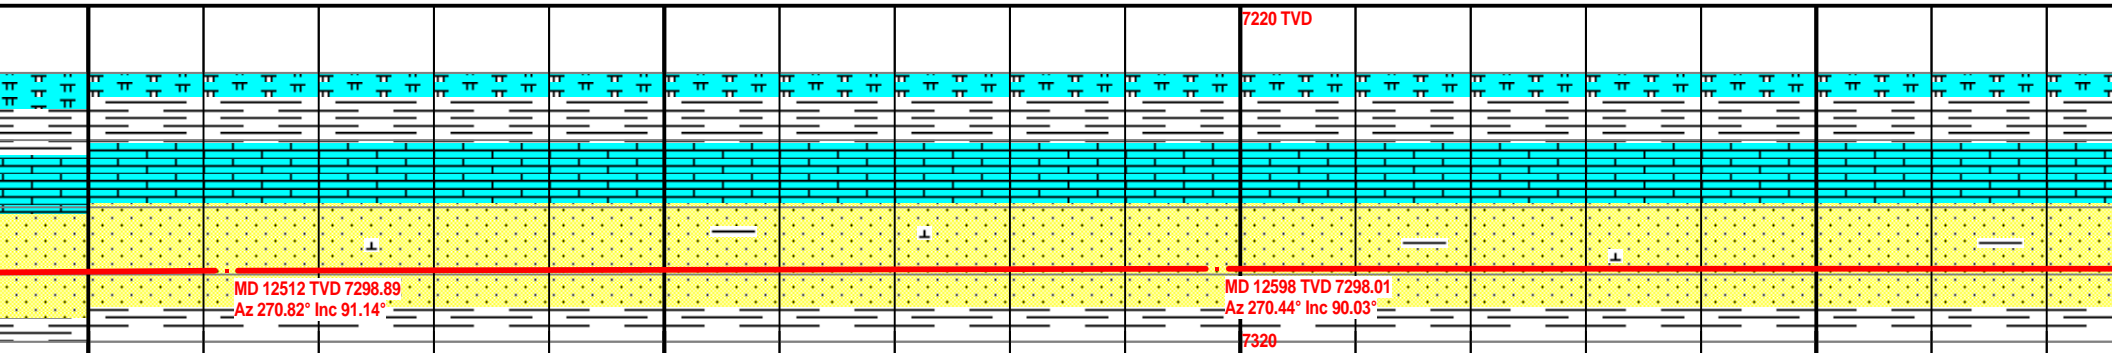 7220 TVD
MD 12512 TVD 7298.89
Az 270.82° Inc 91.14°
MD 12598 TVD 7298.01
Az 270.44° Inc 90.03°
7320